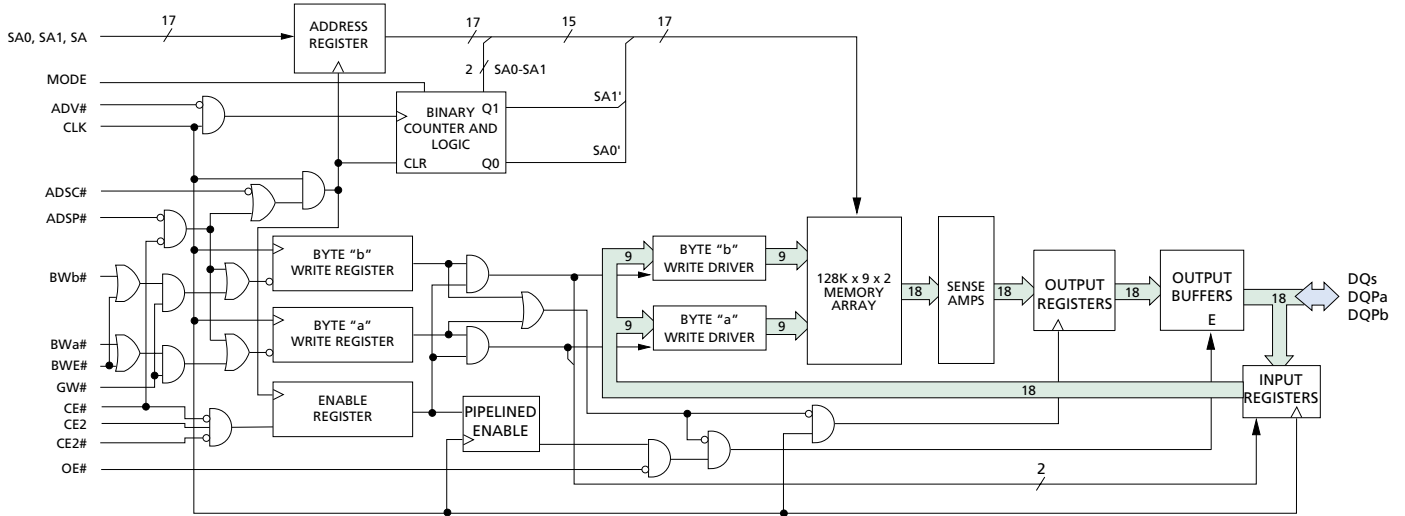 17
SA0, SA1, SA
ADDRESS
REGISTER
17
15
17
MODE
2
SA0-SA1
ADV#
CLK
BINARY
COUNTER AND
LOGIC
Q1
CLR
Q0
SA1'
SA0'
ADSC#
ADSP#
BWb#
BYTE “b”
WRITE REGISTER
BYTE “a”
WRITE REGISTER
BWa#
BWE#
GW#
CE#
CE2
CE2#
OE#
ENABLE
REGISTER
PIPELINED
ENABLE
9
BYTE “b”
WRITE DRIVER
9
9
BYTE “a”
WRITE DRIVER
9
128K x 9 x 2
MEMORY
ARRAY
18
SENSE
AMPS
18
OUTPUT
REGISTERS
18
OUTPUT
BUFFERS
E
18
DQs
DQPa
DQPb
INPUT
REGISTERS
18
2